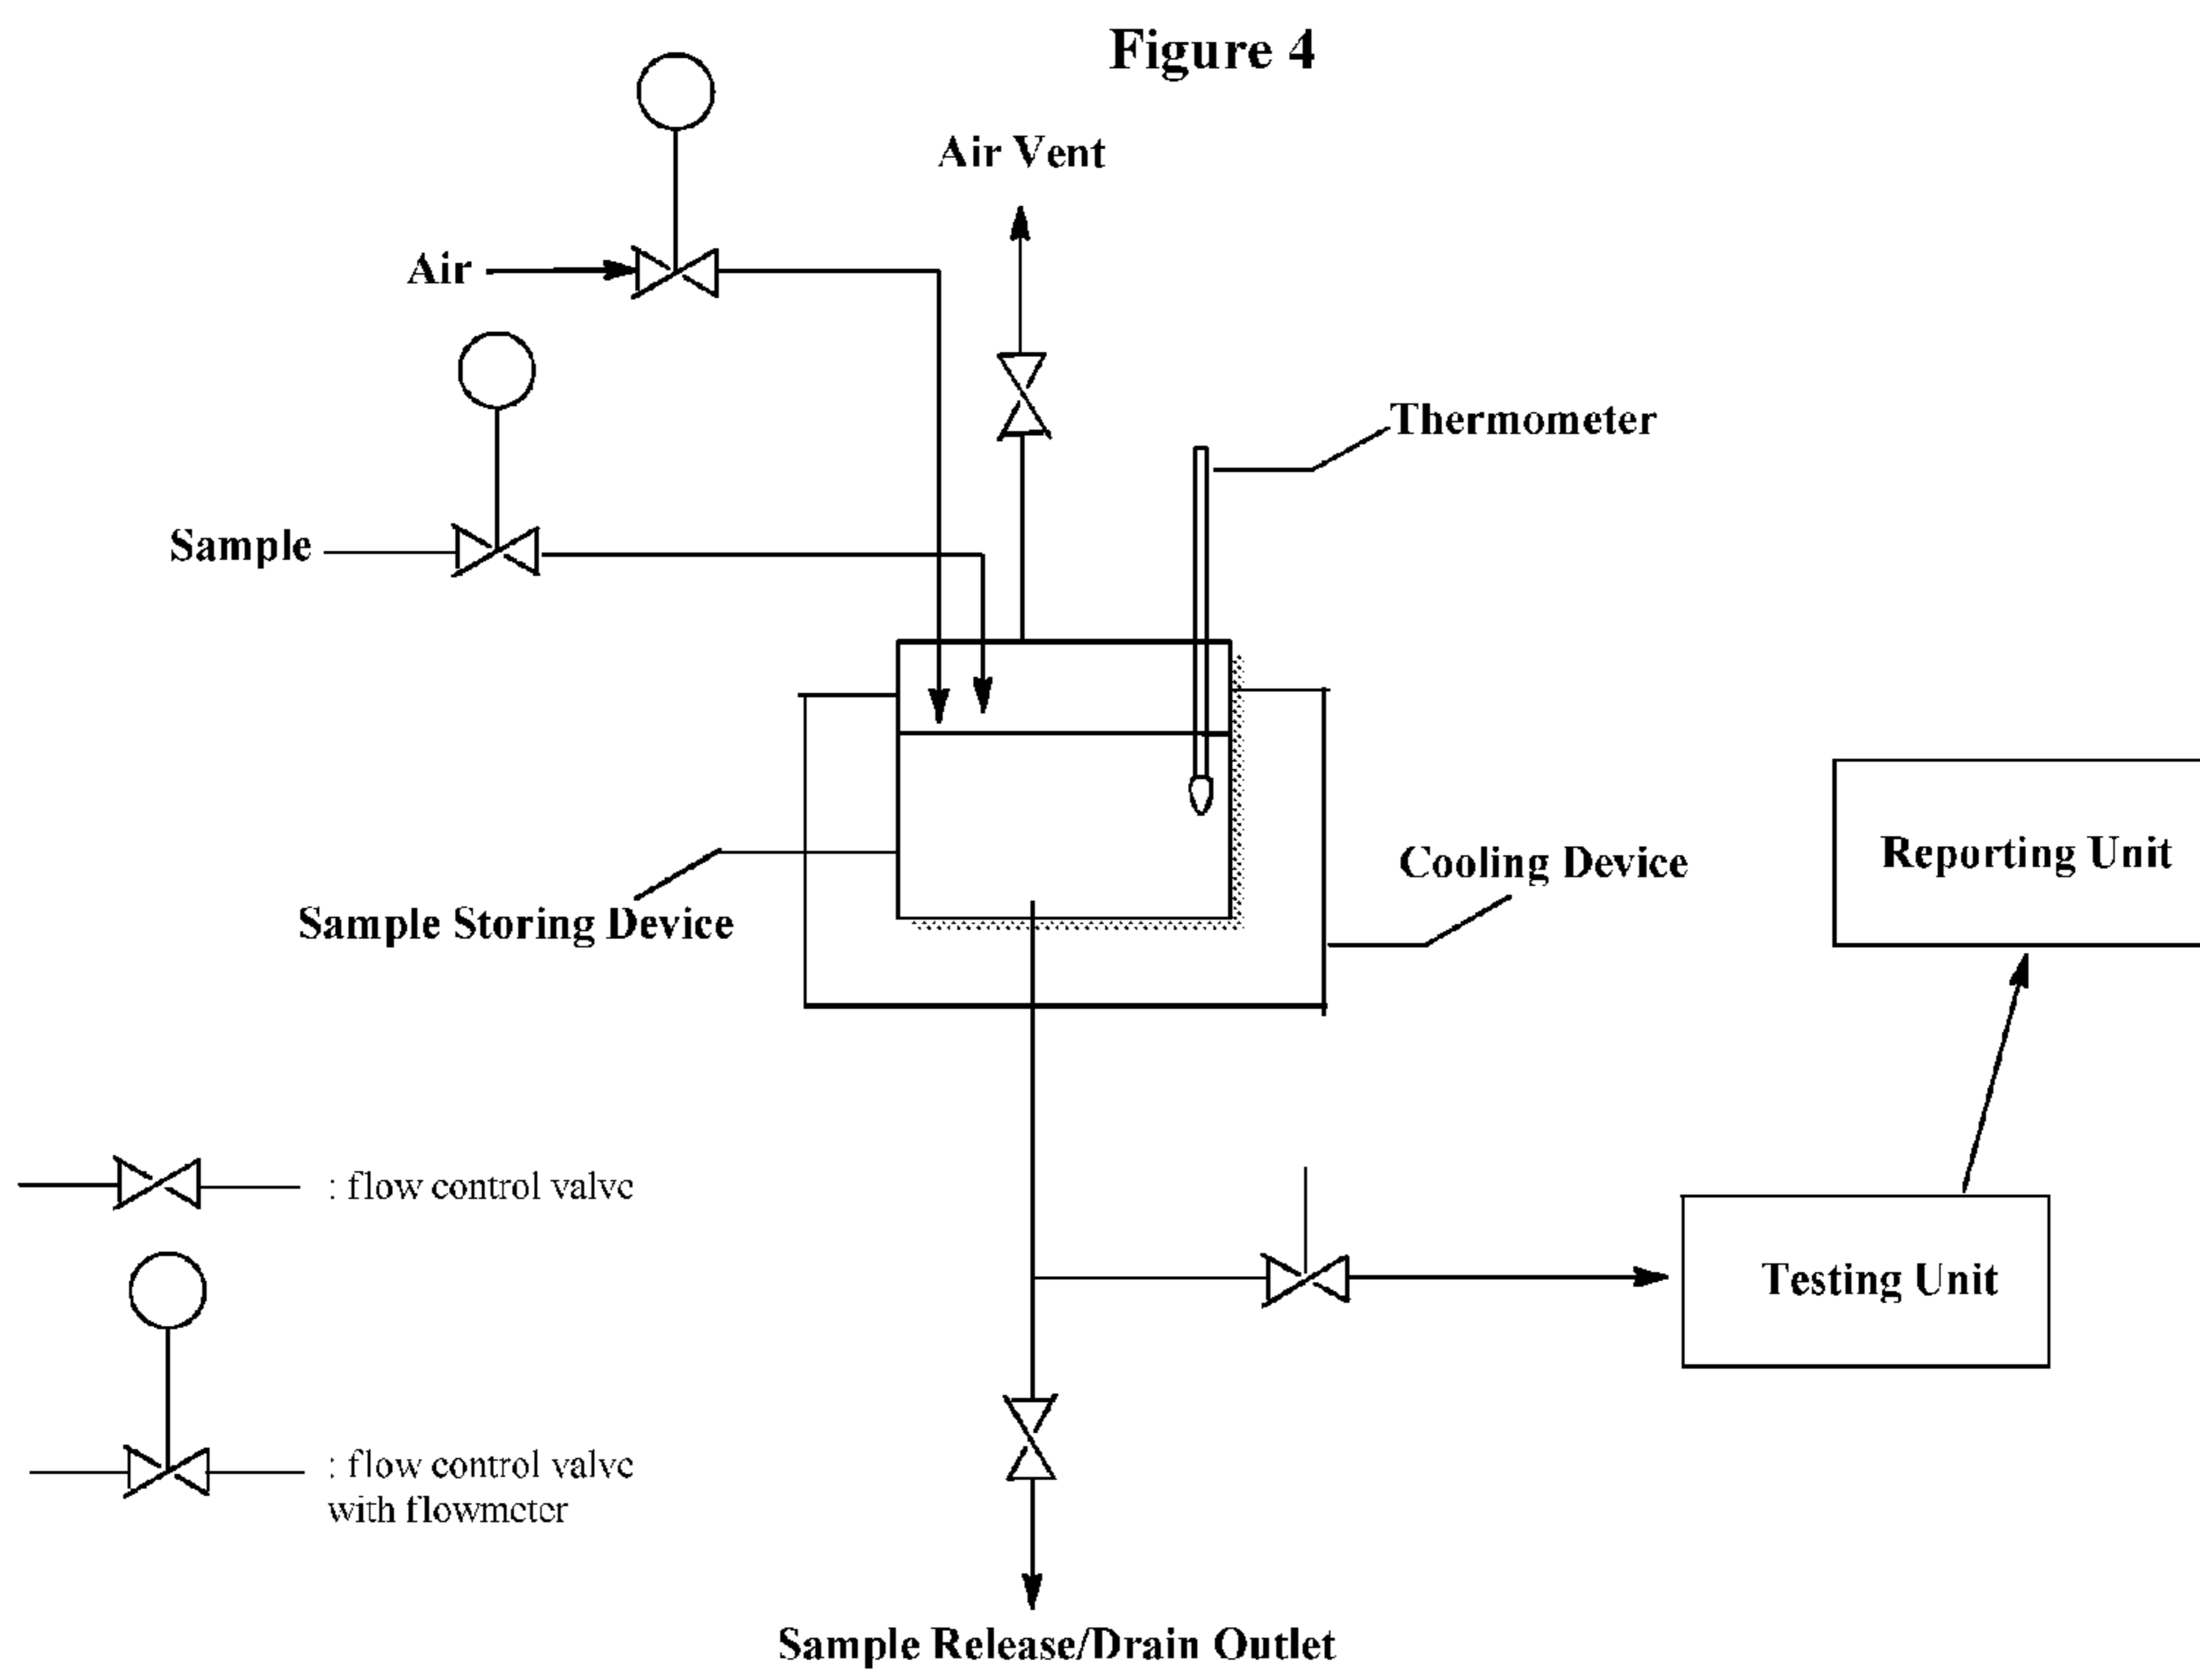 Figure 4
Air Vent
Air
Thermometer
Sample
Reporting Unit
Cooling Device
Sample Storing Device
: flow control valve
Testing Unit
: flow control valve
with flowmeter
Sample Release/Drain Outlet